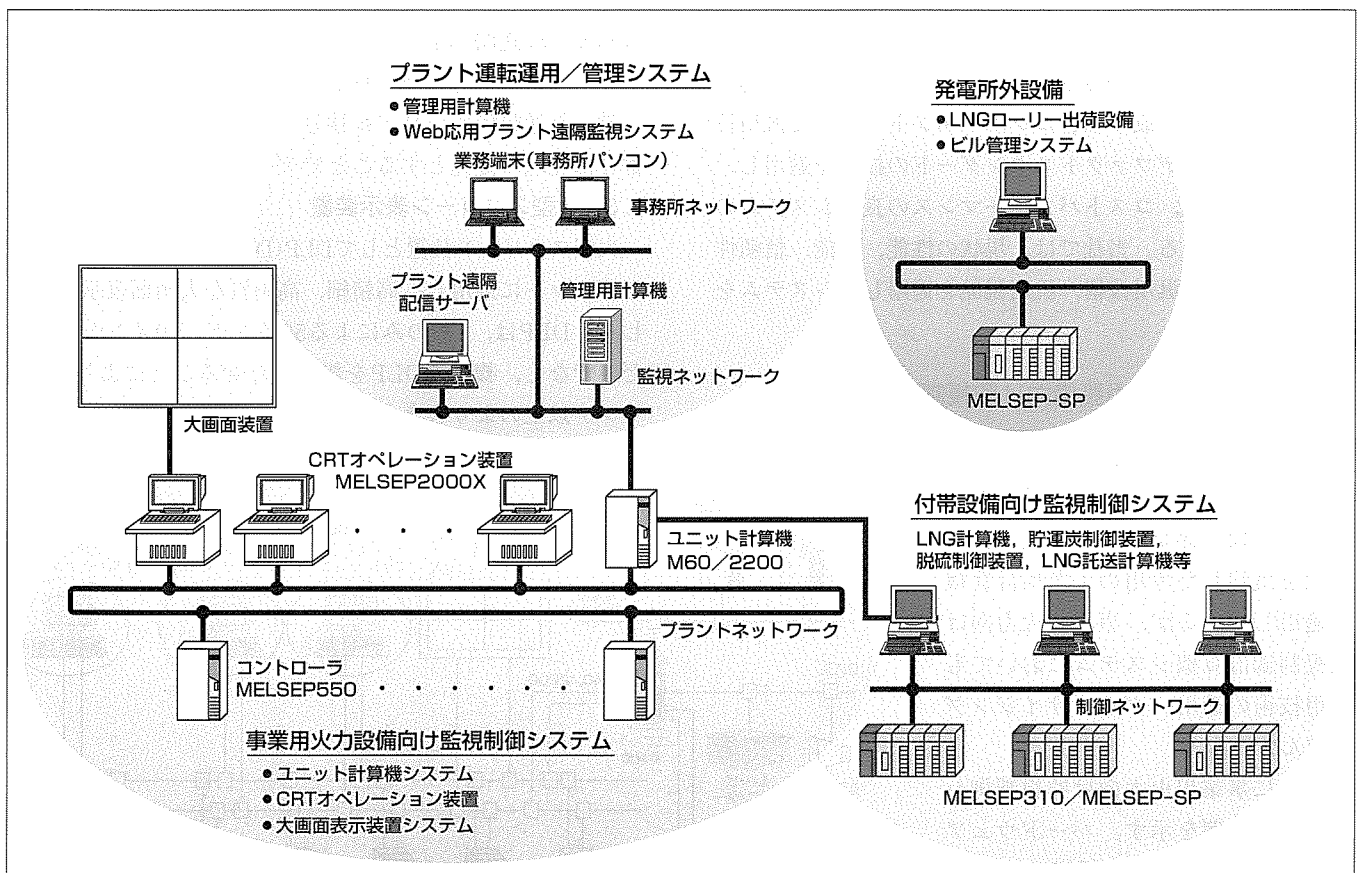 プラント運転運用／管理システム
●管理用計算機
●Web応用プラント遠隔監視システム
業務端末(事務所パソコン)
事務所ネットワーク
プラント遠隔
配信サーバ
管理用計算機
監視ネットワーク
発電所外設備
●LNGローリー出荷設備
●ビル管理システム
MELSEP-SP
大画面装置
CRTオペレーション装置
MELSEP2000X
ユニット計算機
M60／2200
プラントネットワーク
コントローラ
MELSEP550
事業用火力設備向け監視制御システム
●ユニット計算機システム
●CRTオペレーション装置
●大画面表示装置システム
付帯設備向け監視制御システム
LNG計算機，貯運炭制御装置，
脱硫制御装置，LNG託送計算機等
制御ネットワーク
MELSEP310／MELSEP-SP